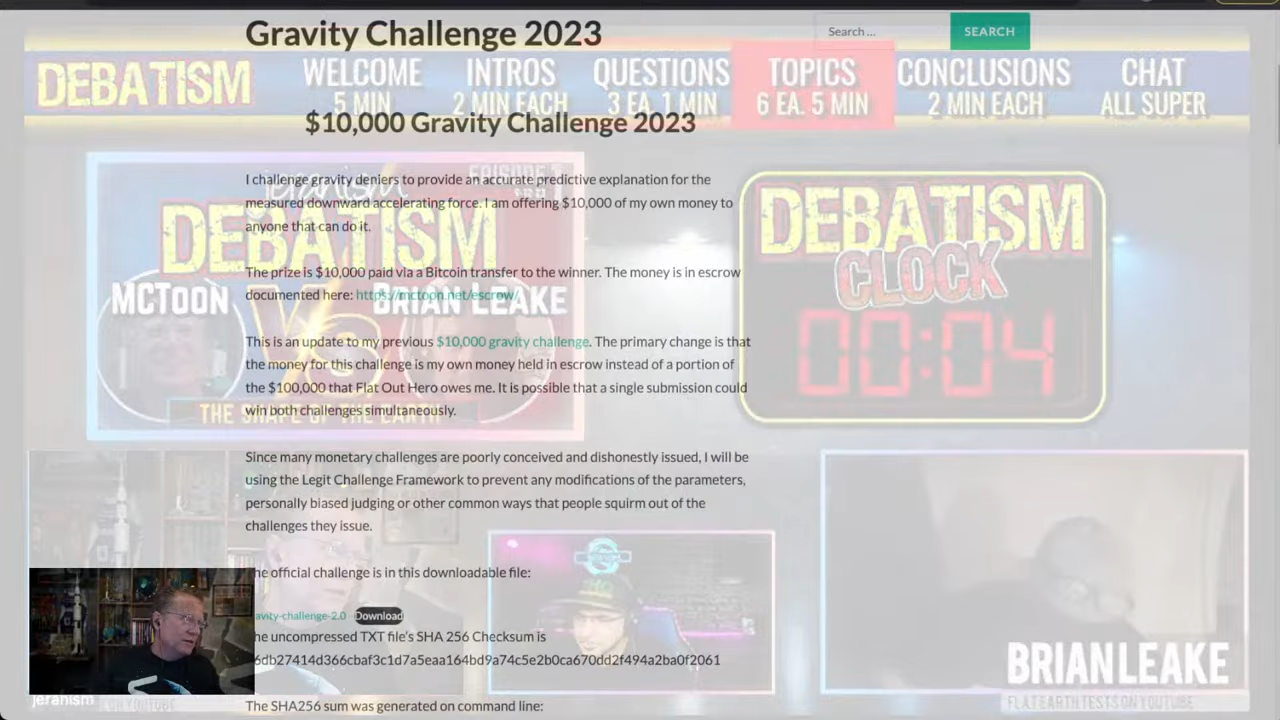 Gravity Challenge 2023
Search ...
SEARCH
DEBATISM
WELCOME
5 MIN
INTROS
2 MIN EACH
QUESTIONS
3 EA. 1 MIN
TOPICS
6 EA. 5 MIN
CONCLUSIONS
2 MIN EACH
CHAT
ALL SUPER
$10,000 Gravity Challenge 2023
I challenge gravity deniers to provide an accurate predictive explanation for the
measured downward accelerating force. I am offering $10,000 of my own money to
anyone that can do it.
The prize is $10,000 paid via a Bitcoin transfer to the winner. The money is in escrow
documented here: https://mctoon.net/escrow/
This is an update to my previous $10,000 gravity challenge. The primary change is that
the money for this challenge is my own money held in escrow instead of a portion of
the $100,000 that Flat Out Hero owes me. It is possible that a single submission could
win both challenges simultaneously.
Since many monetary challenges are poorly conceived and dishonestly issued, I will be
using the Legit Challenge Framework to prevent any modifications of the parameters,
personally biased judging or other common ways that people squirm out of the
challenges they issue.
he official challenge is in this downloadable file:
avity-challenge-2.0 Download
he uncompressed TXT file's SHA 256 Checksum is
6db27414d366cbaf3c1d7a5eaa164bd9a74c5e2b0ca670dd2f494a2ba0f2061
The SHA256 sum was generated on command line:
EPISODE
jeranism
DEBATISM
MCTOON
VS
BRIAN LEAKE
THE SHAPE OF THE EARTH
DEBATISM
CLOCK
00:04
jeranism
ON YOUTUBE
BRIAN LEAKE
FLAT EARTH TESTS ON YOUTUBE